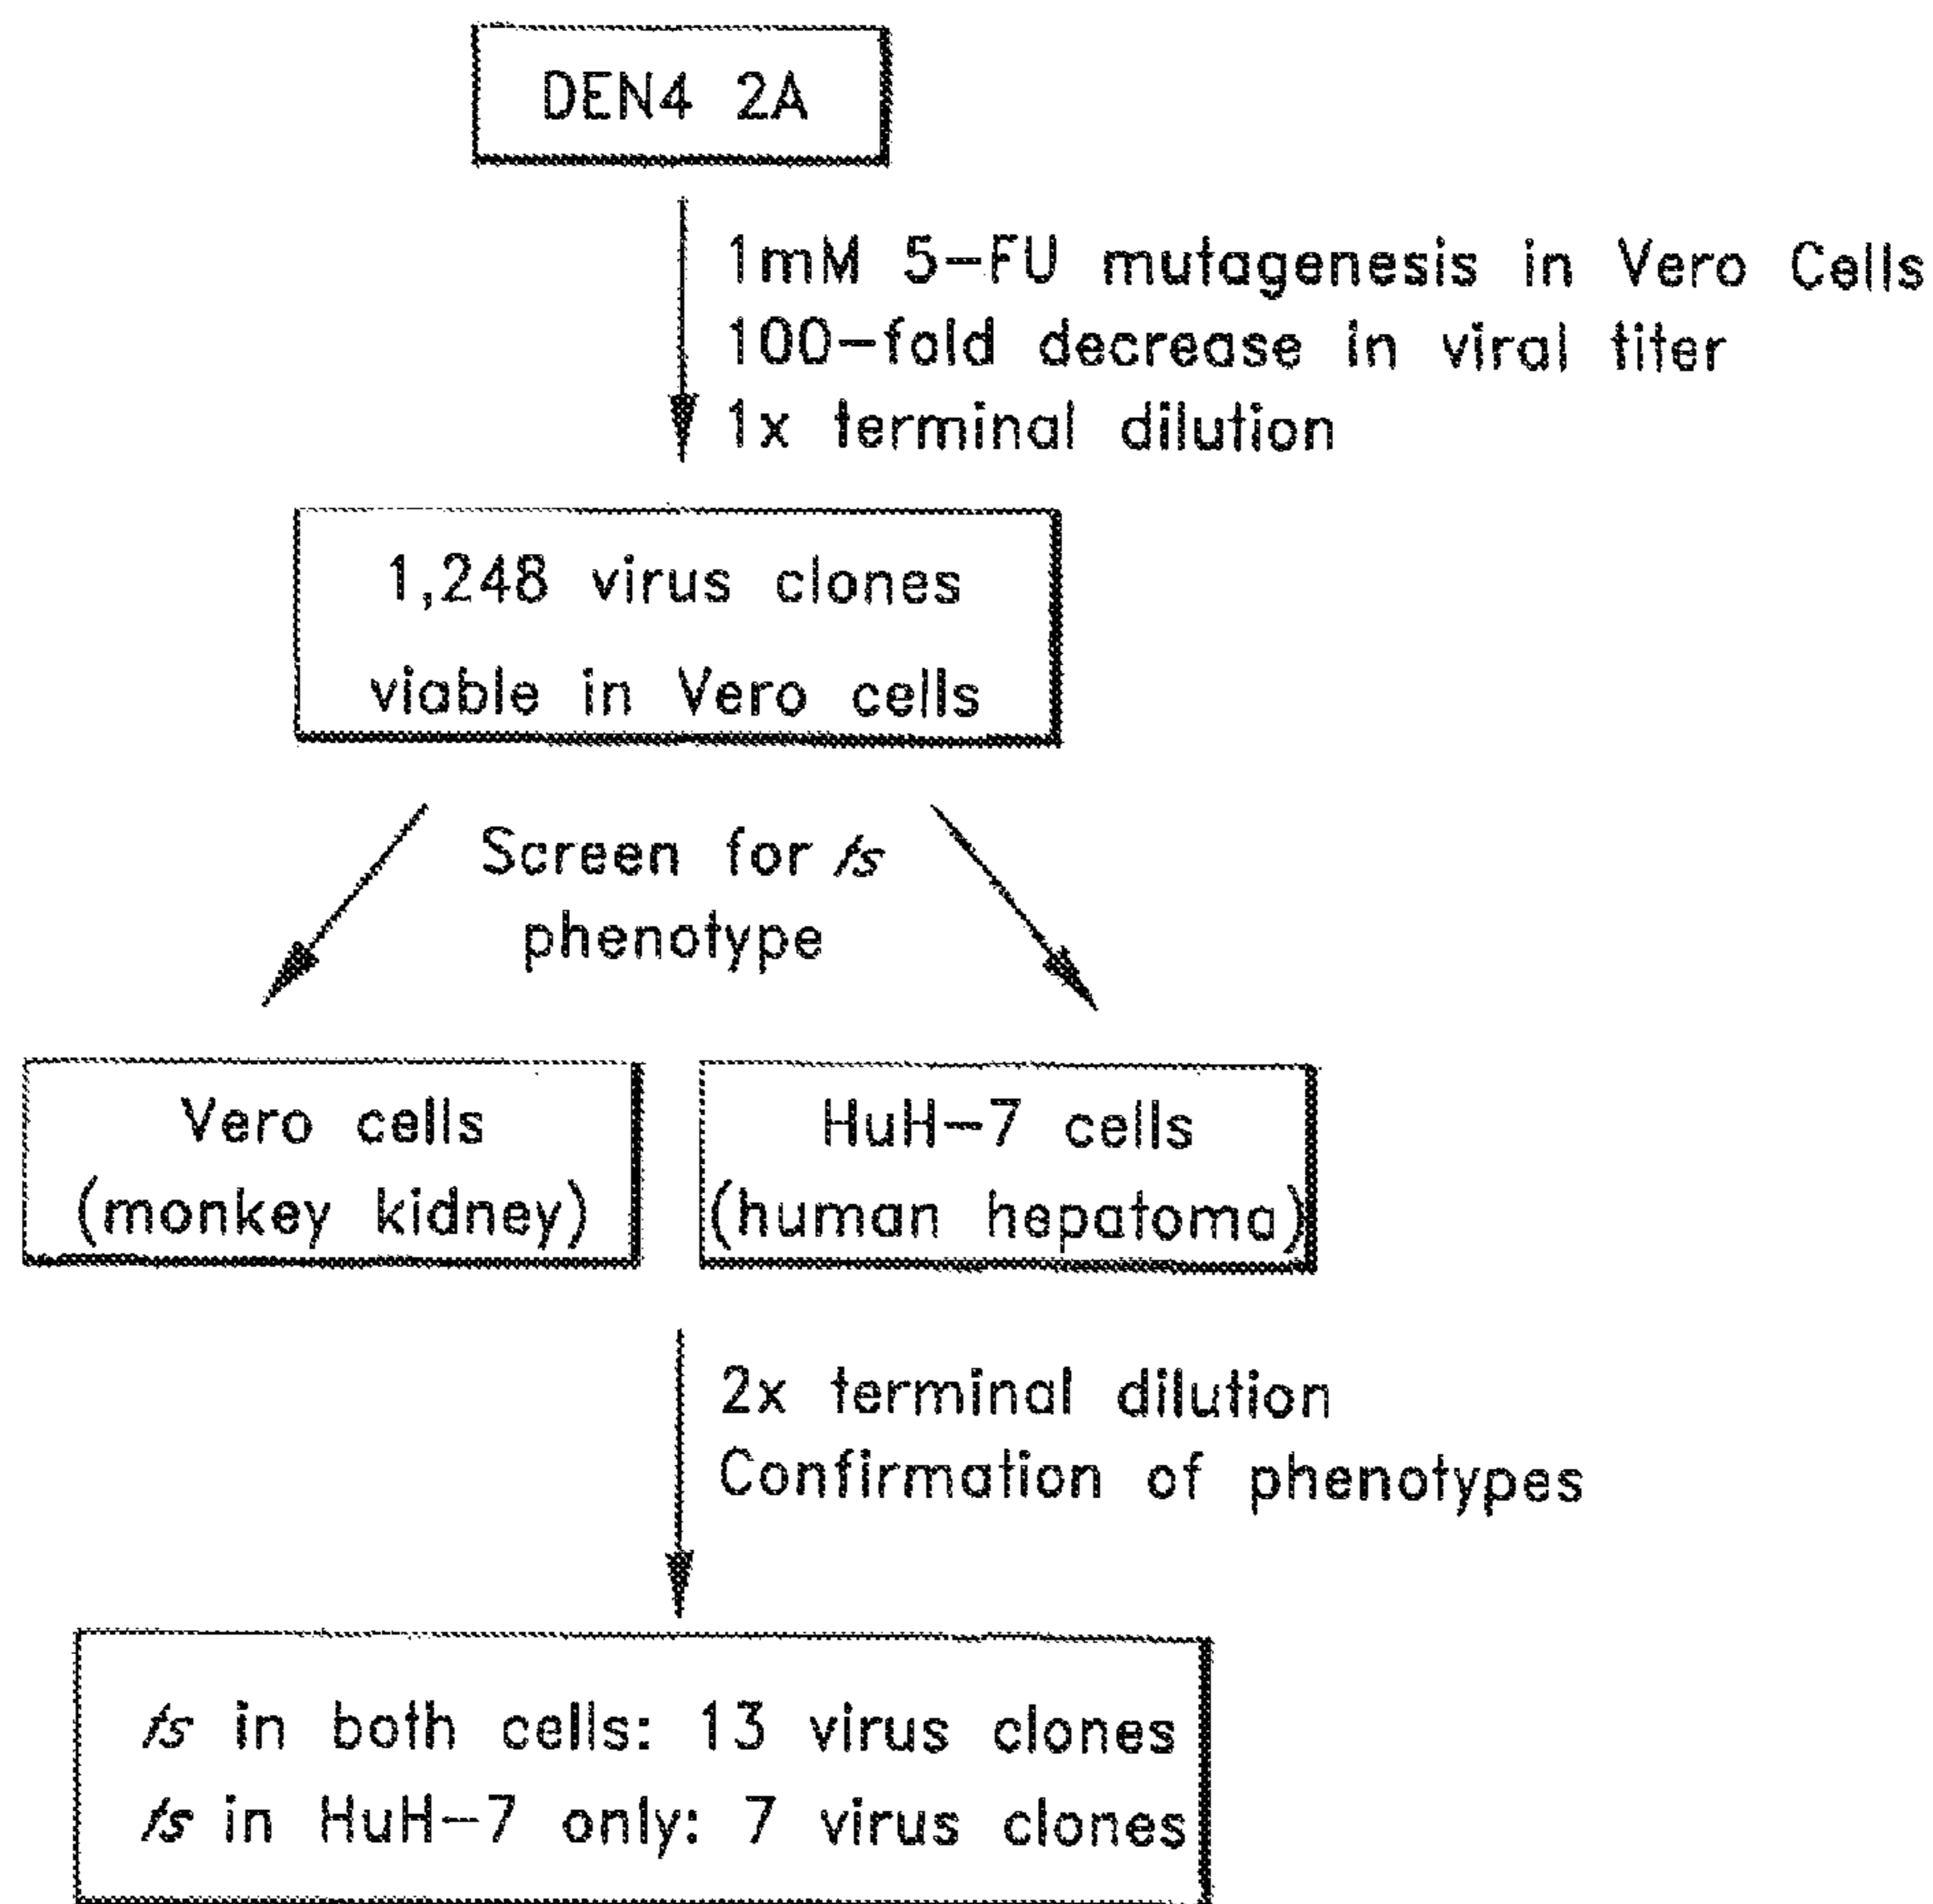 DEN4 2A
1mM 5-FU mutagenesis in Vero Cells
100-fold decrease in viral titer
1x terminal dilution
1,248 virus clones
viable in Vero cells
Screen for ts
phenotype
Vero cells
(monkey kidney)
HuH-7 cells
(human hepatoma)
2x terminal dilution
Confirmation of phenotypes
ts in both cells: 13 virus clones
ts in HuH-7 only: 7 virus clones